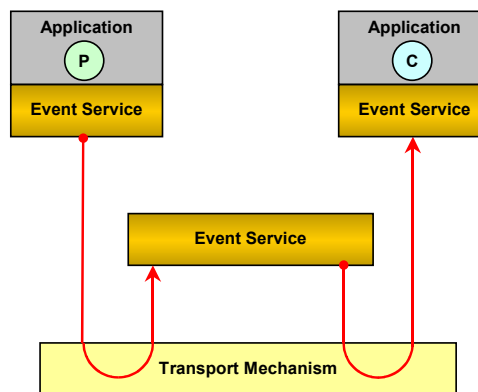 Application
P
Event Service
Application
C
Event Service
Event Service
Transport Mechanism